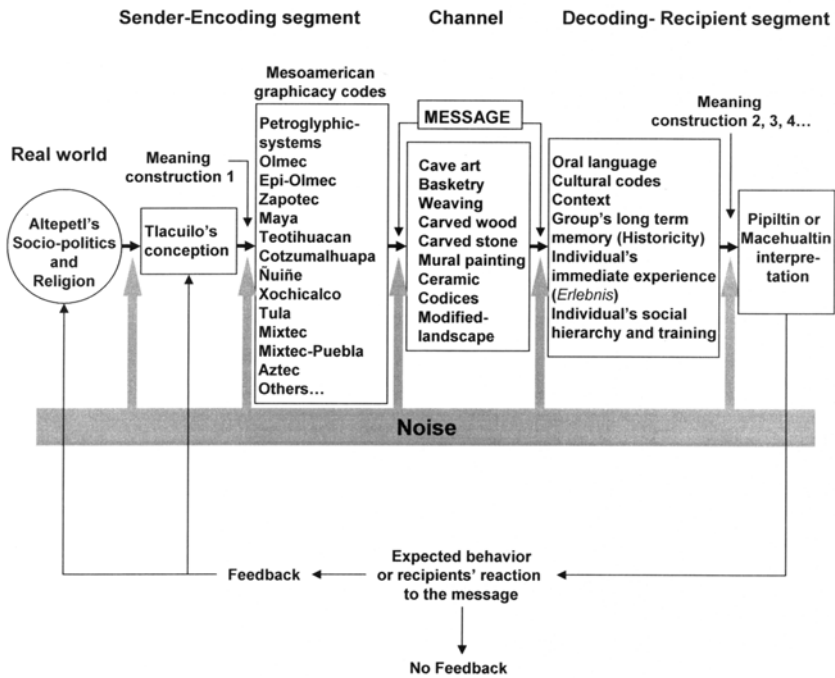 Sender-Encoding segment
Channel
Decoding- Recipient segment
Real world
Altepetl's
Socio-politics
and
Religion
Tlacuilo's
conception
Meaning
construction 1
Mesoamerican
graphicacy codes
Petroglyphic-
systems
Olmec
Epi-Olmec
Zapotec
Maya
Teotihuacan
Cotzumalhuapa
Ñuiñe
Xochicalco
Tula
Mixtec
Mixtec-Puebla
Aztec
Others...
MESSAGE
Cave art
Basketry
Weaving
Carved wood
Carved stone
Mural painting
Ceramic
Codices
Modified-
landscape
Oral language
Cultural codes
Context
Group's long term
memory (Historicity)
Individual's
immediate experience
(Erlebnis)
Individual's social
hierarchy and training
Meaning
construction 2, 3, 4...
Pipiltin or
Macehualtin
interpre-
tation
Noise
Feedback
Expected behavior
or recipients' reaction
to the message
No Feedback